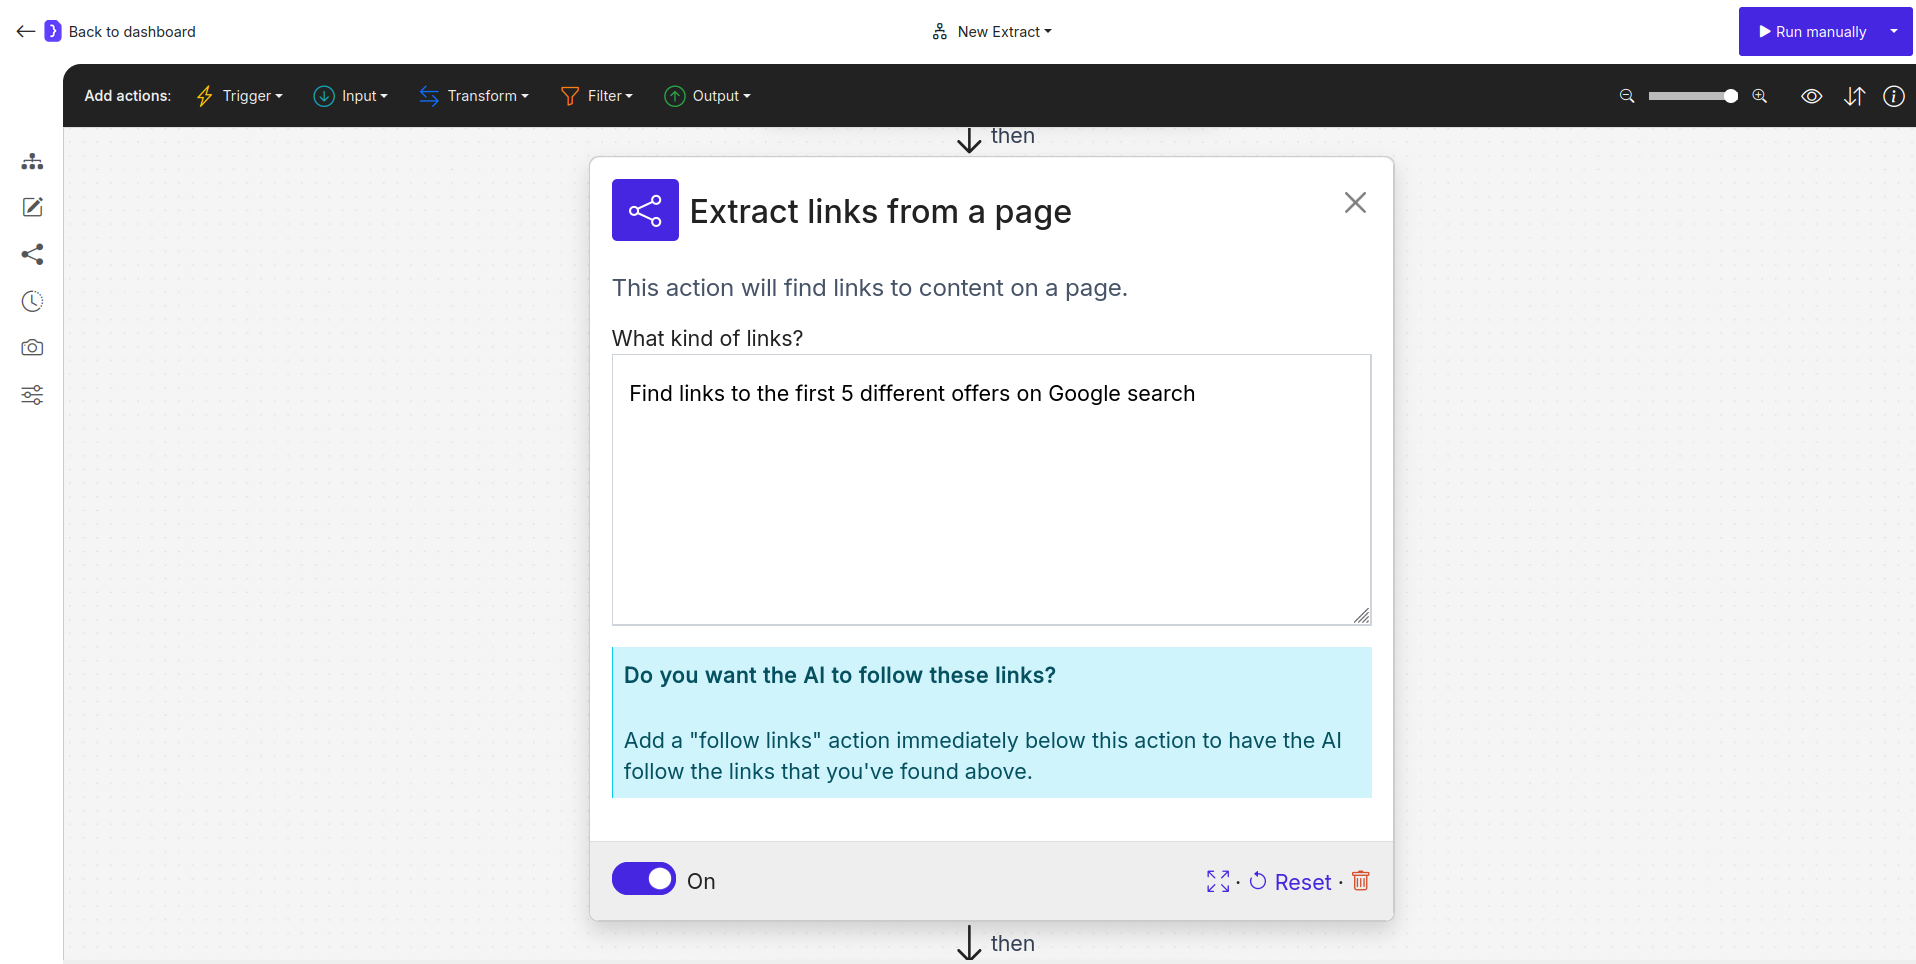 Back to dashboard
New Extract
Run manually
Add actions:
Trigger
Input
Transform
Filter
Output
then
Extract links from a page
This action will find links to content on a page.
What kind of links?
Find links to the first 5 different offers on Google search
Do you want the AI to follow these links?
Add a "follow links" action immediately below this action to have the AI
follow the links that you've found above.
On
· Reset ·
then